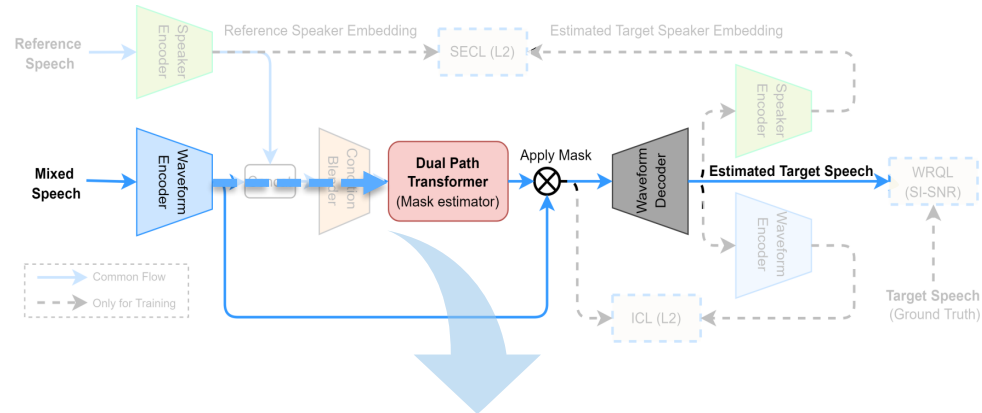 Reference Speaker Embedding
Estimated Target Speaker Embedding
Reference
Speech
Speaker
Encoder
SECL (L2)
Speaker
Encoder
Mixed
Speech
Waveform
Encoder
Condition
Blender
Dual Path
Transformer
(Mask estimator)
Apply Mask
Waveform
Decoder
Estimated Target Speech
WRQL
(SI-SNR)
Waveform
Encoder
Common Flow
Only for Training
ICL (L2)
Target Speech
(Ground Truth)